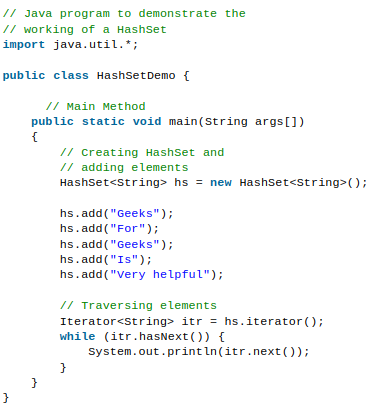 // Java program to demonstrate the
// working of a HashSet
import java.util.*;

public class HashSetDemo {

      // Main Method
    public static void main(String args[])
    {
        // Creating HashSet and
        // adding elements
        HashSet<String> hs = new HashSet<String>();

        hs.add("Geeks");
        hs.add("For");
        hs.add("Geeks");
        hs.add("Is");
        hs.add("Very helpful");

        // Traversing elements
        Iterator<String> itr = hs.iterator();
        while (itr.hasNext()) {
            System.out.println(itr.next());
        }
    }
}